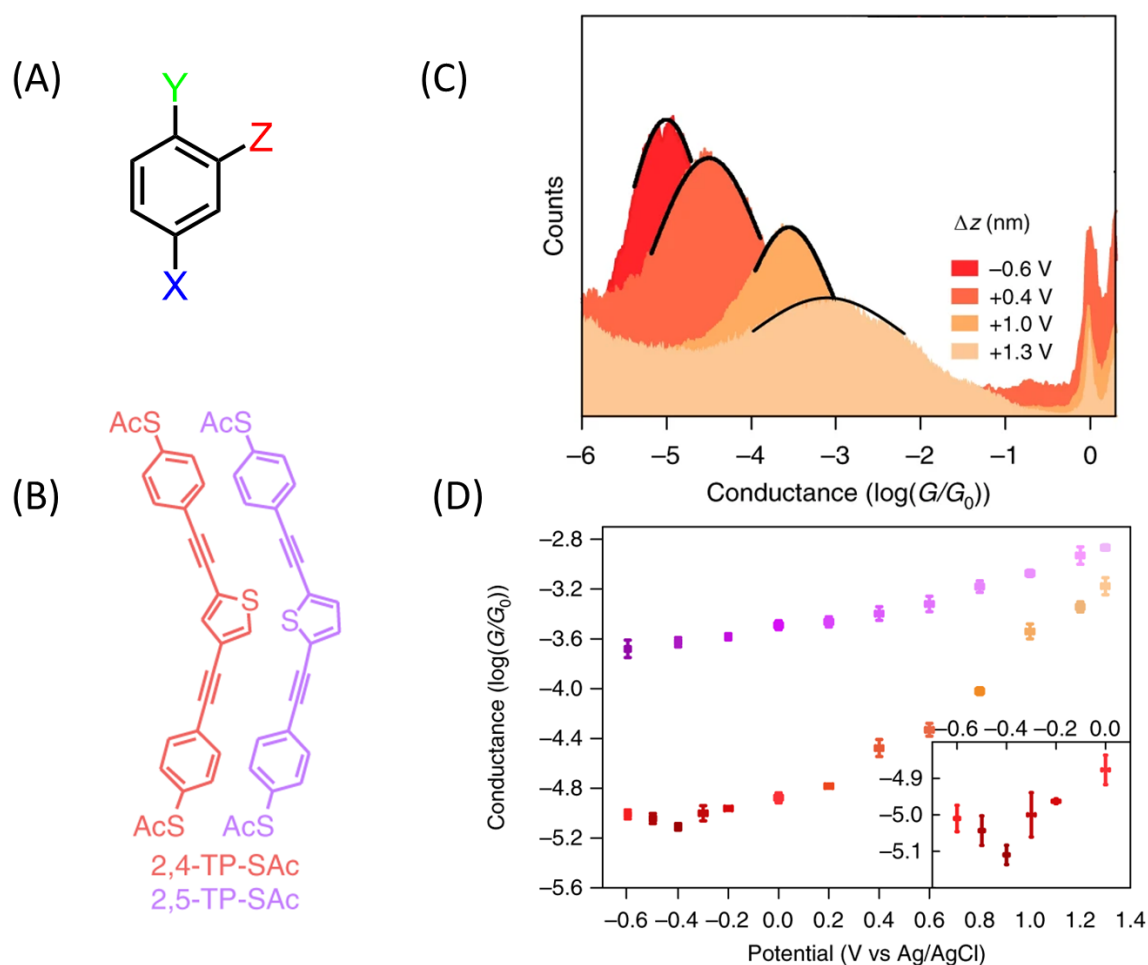 (A)
Y
Z
X
(B)
AcS
AcS
S
S
AcS
AcS
2,4-TP-SAc
2,5-TP-SAc
(C)
Counts
Δz (nm)
−0.6 V
+0.4 V
+1.0 V
+1.3 V
−6 −5 −4 −3 −2 −1 0
Conductance (log(G/G₀))
(D)
Conductance (log(G/G₀))
−2.8
−3.2
−3.6
−4.0
−4.4
−4.8
−5.2
−5.6
−0.6 −0.4 −0.2 0.0
−4.9
−5.0
−5.1
−0.6 −0.4 −0.2 0.0 0.2 0.4 0.6 0.8 1.0 1.2 1.4
Potential (V vs Ag/AgCl)